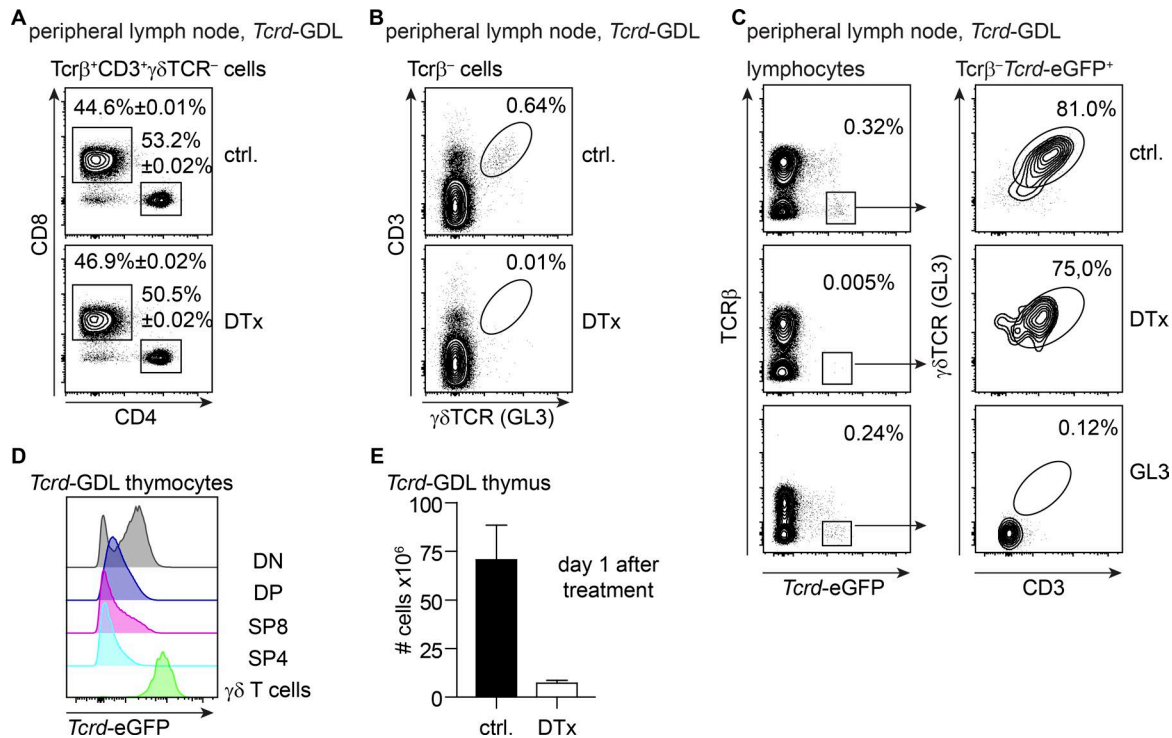 A
peripheral lymph node, Tcrd-GDL
Tcrβ⁺CD3⁺γδTCR⁻ cells
44.6%±0.01%
53.2%
±0.02%
ctrl.
46.9%±0.02%
50.5%
±0.02%
DTx
CD8
CD4
B
peripheral lymph node, Tcrd-GDL
Tcrβ⁻ cells
0.64%
ctrl.
0.01%
DTx
CD3
γδTCR (GL3)
C
peripheral lymph node, Tcrd-GDL
lymphocytes
Tcrβ⁻Tcrd-eGFP⁺
0.32%
81.0%
ctrl.
0.005%
75,0%
DTx
0.24%
0.12%
GL3
TCRβ
γδTCR (GL3)
Tcrd-eGFP
CD3
D
Tcrd-GDL thymocytes
DN
DP
SP8
SP4
γδ T cells
Tcrd-eGFP
E
Tcrd-GDL thymus
100
75
50
25
0
# cells x10⁶
day 1 after
treatment
ctrl.
DTx